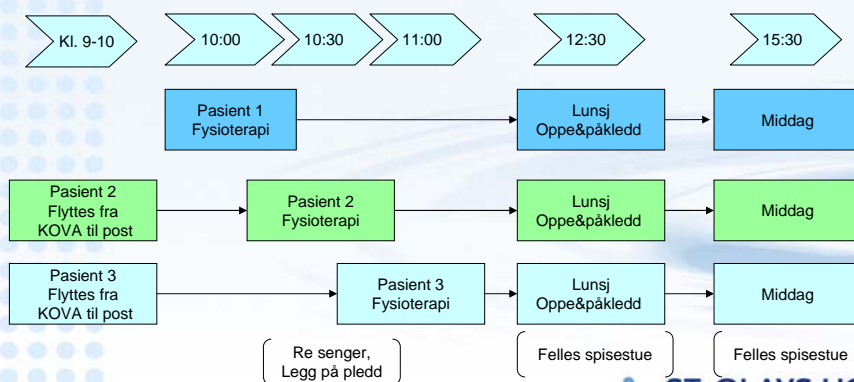 Kl. 9-10
10:00
10:30
11:00
12:30
15:30
Pasient 1
Fysioterapi
Lunsj
Oppe&påkledd
Middag
Pasient 2
Flyttes fra
KOVA til post
Pasient 2
Fysioterapi
Lunsj
Oppe&påkledd
Middag
Pasient 3
Flyttes fra
KOVA til post
Pasient 3
Fysioterapi
Lunsj
Oppe&påkledd
Middag
Re senger,
Legg på pledd
Felles spisestue
Felles spisestue